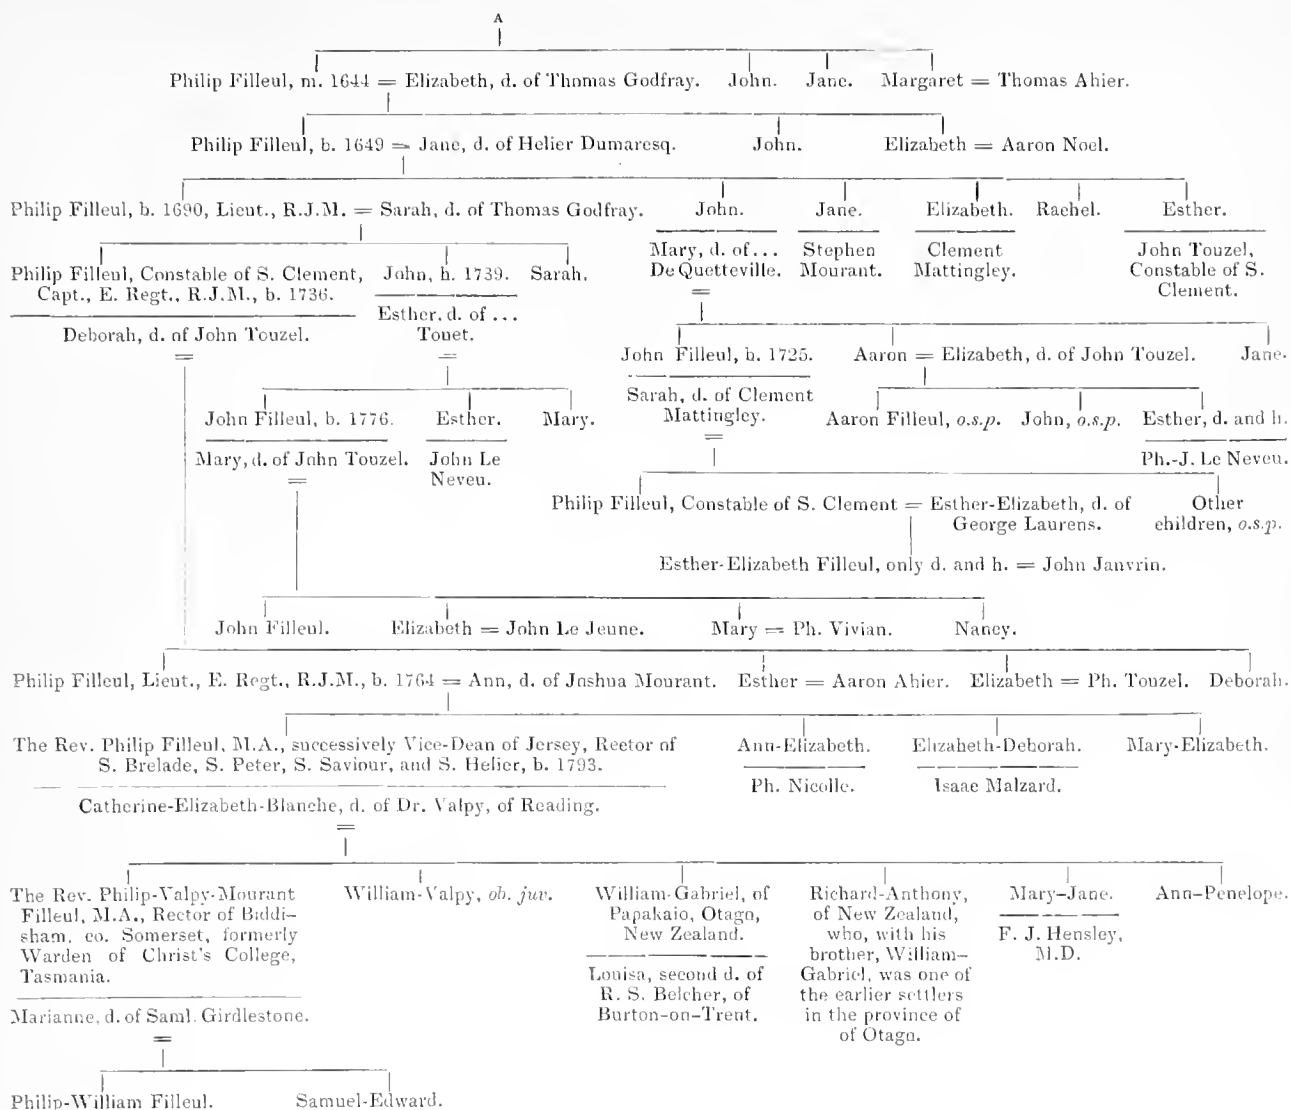 A
Philip Filleul, m. 1644 = Elizabeth, d. of Thomas Godfray. John. Jane. Margaret = Thomas Ahier.
Philip Filleul, b. 1649 = Jane, d. of Helier Dumaresq. John. Elizabeth = Aaron Noel.
Philip Filleul, b. 1690, Lieut., R.J.M. = Sarah, d. of Thomas Godfray. John. Jane. Elizabeth. Rachel. Esther.
Mary, d. of ... Stephen Clement John Touzel,
De Quetteville. Mourant. Mattingley. Constable of S.
= Clement.
Philip Filleul, Constable of S. Clement, John, b. 1739. Sarah.
Capt., E. Regt., R.J.M., b. 1736. Esther, d. of ...
Deborah, d. of John Touzel. Touet.
= =
John Filleul, b. 1725. Aaron = Elizabeth, d. of John Touzel. Jane.
Sarah, d. of Clement
Mattingley.
=
John Filleul, b. 1776. Esther. Mary. Aaron Filleul, o.s.p. John, o.s.p. Esther, d. and h.
Mary, d. of John Touzel. John Le Ph.-J. Le Neveu.
= Neveu.
Philip Filleul, Constable of S. Clement = Esther-Elizabeth, d. of Other
George Laurens. children, o.s.p.
Esther-Elizabeth Filleul, only d. and h. = John Janvrin.
John Filleul. Elizabeth = John Le Jeune. Mary = Ph. Vivian. Nancy.
Philip Filleul, Lieut., E. Regt., R.J.M., b. 1764 = Ann, d. of Joshua Mourant. Esther = Aaron Ahier. Elizabeth = Ph. Touzel. Deborah.
The Rev. Philip Filleul, M.A., successively Vice-Dean of Jersey, Rector of Ann-Elizabeth. Elizabeth-Deborah. Mary-Elizabeth.
S. Brelade, S. Peter, S. Saviour, and S. Helier, b. 1793. Ph. Nicolle. Isaac Malzard.
Catherine-Elizabeth-Blanche, d. of Dr. Valpy, of Reading.
=
The Rev. Philip-Valpy-Mourant
Filleul, M.A., Rector of Biddi-
sham, co. Somerset, formerly
Warden of Christ's College,
Tasmania.
Marianne, d. of Saml. Girdlestone.
=
William-Valpy, ob. juv.
William-Gabriel, of
Papakaio, Otago,
New Zealand.
Louisa, second d. of
R. S. Belcher, of
Burton-on-Trent.
Richard-Anthony,
of New Zealand,
who, with his
brother, William-
Gabriel, was one of
the earlier settlers
in the province of
of Otago.
Mary-Jane.
F. J. Hensley,
M.D.
Ann-Penelope.
Philip-William Filleul. Samuel-Edward.